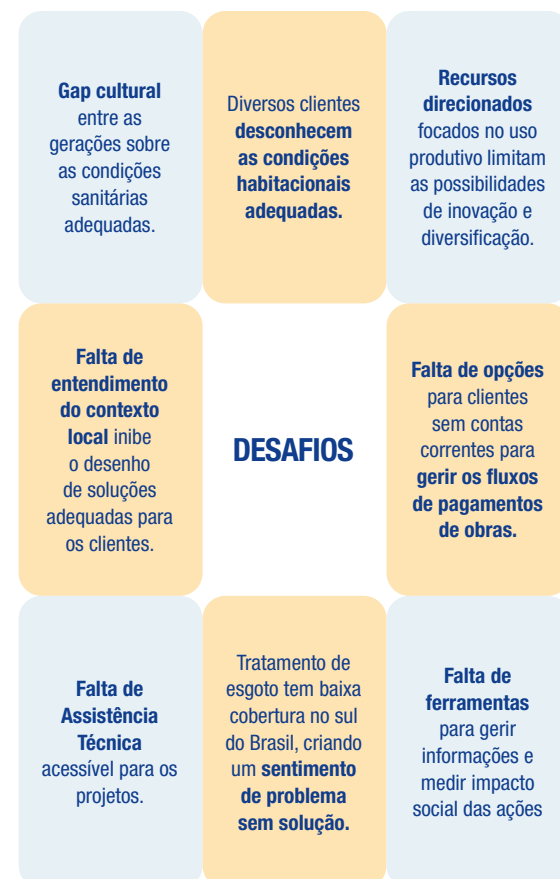 Gap cultural
entre as
gerações sobre
as condições
sanitárias
adequadas.
Diversos clientes
desconhecem
as condições
habitacionais
adequadas.
Recursos
direcionados
focados no uso
produtivo limitam
as possibilidades
de inovação e
diversificação.
Falta de
entendimento
do contexto
local inibe
o desenho
de soluções
adequadas para
os clientes.
DESAFIOS
Falta de opções
para clientes
sem contas
correntes para
gerir os fluxos
de pagamentos
de obras.
Falta de
Assistência
Técnica
acessível para os
projetos.
Tratamento de
esgoto tem baixa
cobertura no sul
do Brasil, criando
um sentimento
de problema
sem solução.
Falta de
ferramentas
para gerir
informações e
medir impacto
social das ações